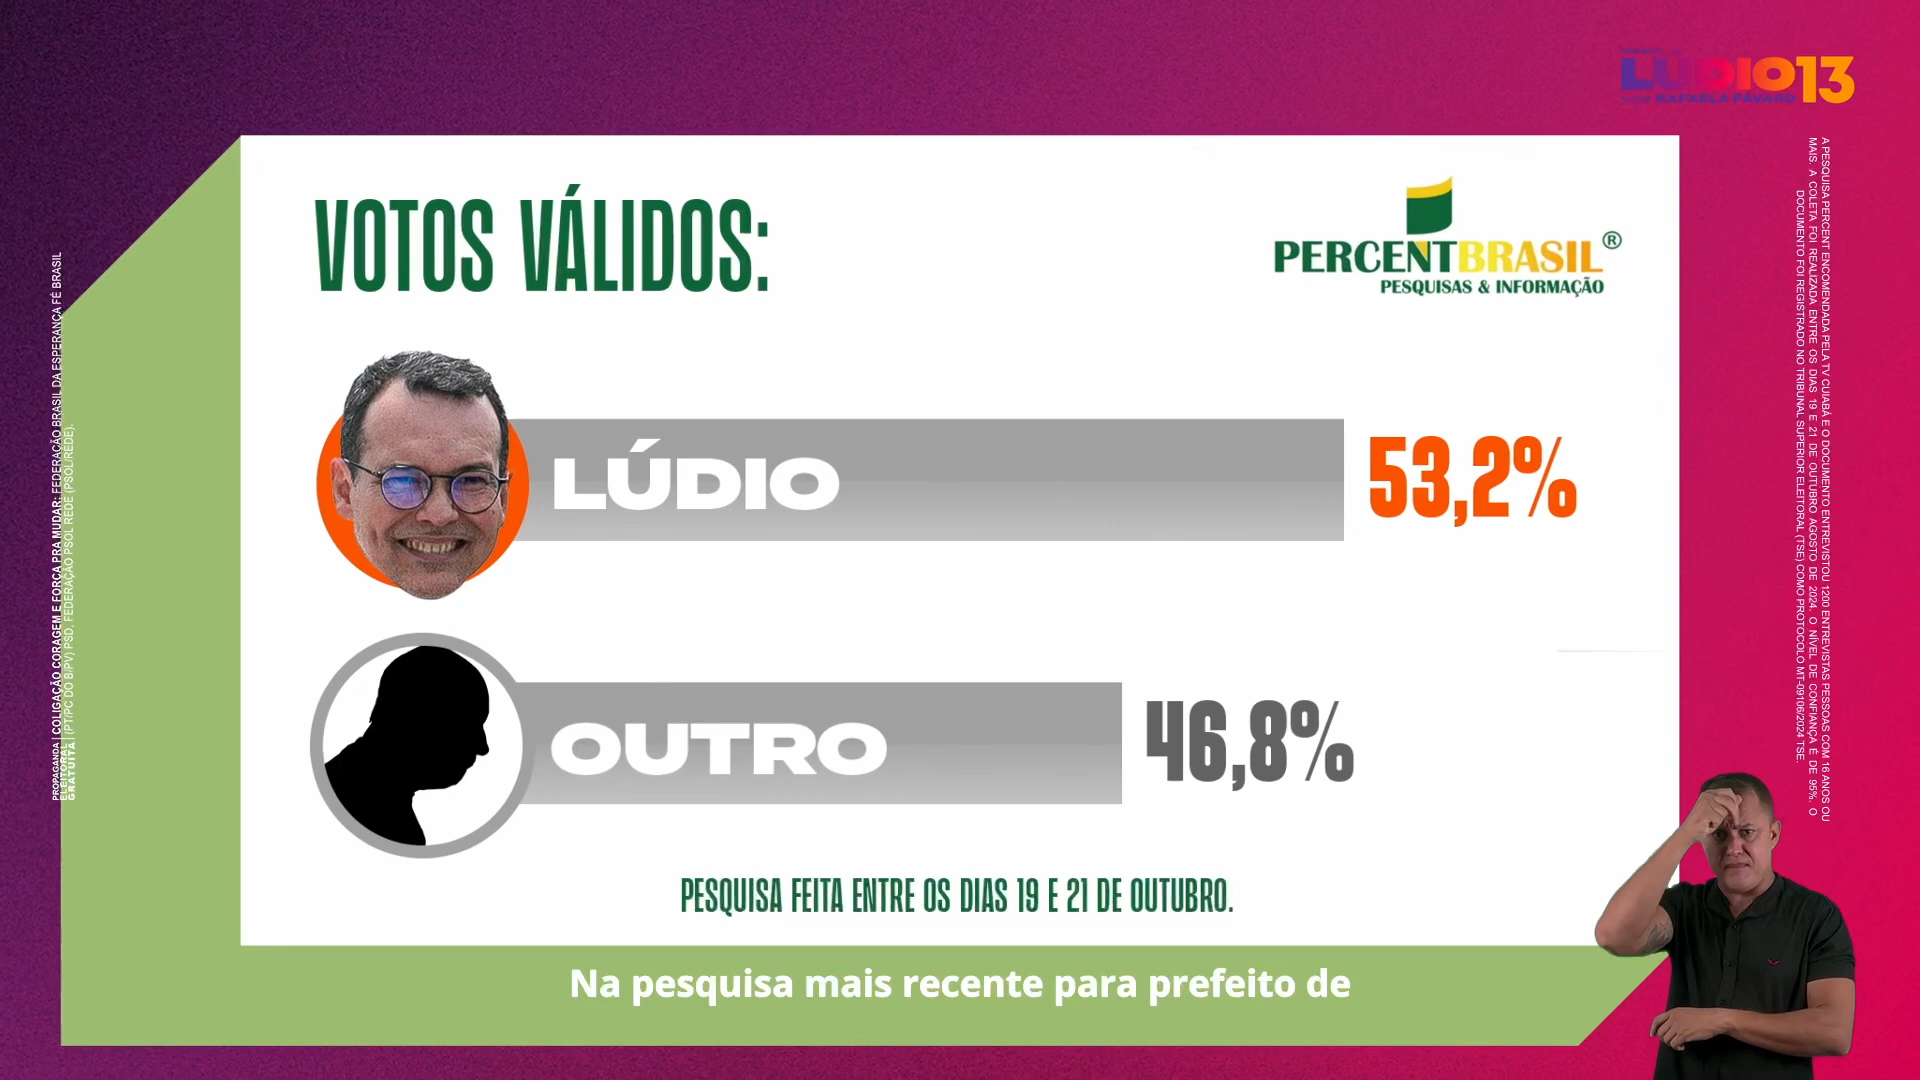 LÚDIO13
RAFAELA FÁVARO
VOTOS VÁLIDOS:
PERCENTBRASIL®
PESQUISAS & INFORMAÇÃO
LÚDIO
53,2%
OUTRO
46,8%
PESQUISA FEITA ENTRE OS DIAS 19 E 21 DE OUTUBRO.
Na pesquisa mais recente para prefeito de
PROPAGANDA ELEITORAL GRATUITA | COLIGAÇÃO CORAGEM E FORÇA PRA MUDAR: FEDERAÇÃO BRASIL DA ESPERANÇA FÉ BRASIL
(PT/PC DO B/PV) PSD, FEDERAÇÃO PSOL REDE (PSOL/REDE).
A PESQUISA PERCENT ENCOMENDADA PELA TV CUIABÁ E O DOCUMENTO ENTREVISTOU 1200 ENTREVISTAS PESSOAS COM 16 ANOS OU
MAIS. A COLETA FOI REALIZADA ENTRE OS DIAS 19 E 21 DE OUTUBRO AGOSTO DE 2024. O NÍVEL DE CONFIANÇA É DE 95%. O
DOCUMENTO FOI REGISTRADO NO TRIBUNAL SUPERIOR ELEITORAL (TSE) COMO PROTOCOLO MT-09106/2024 TSE.